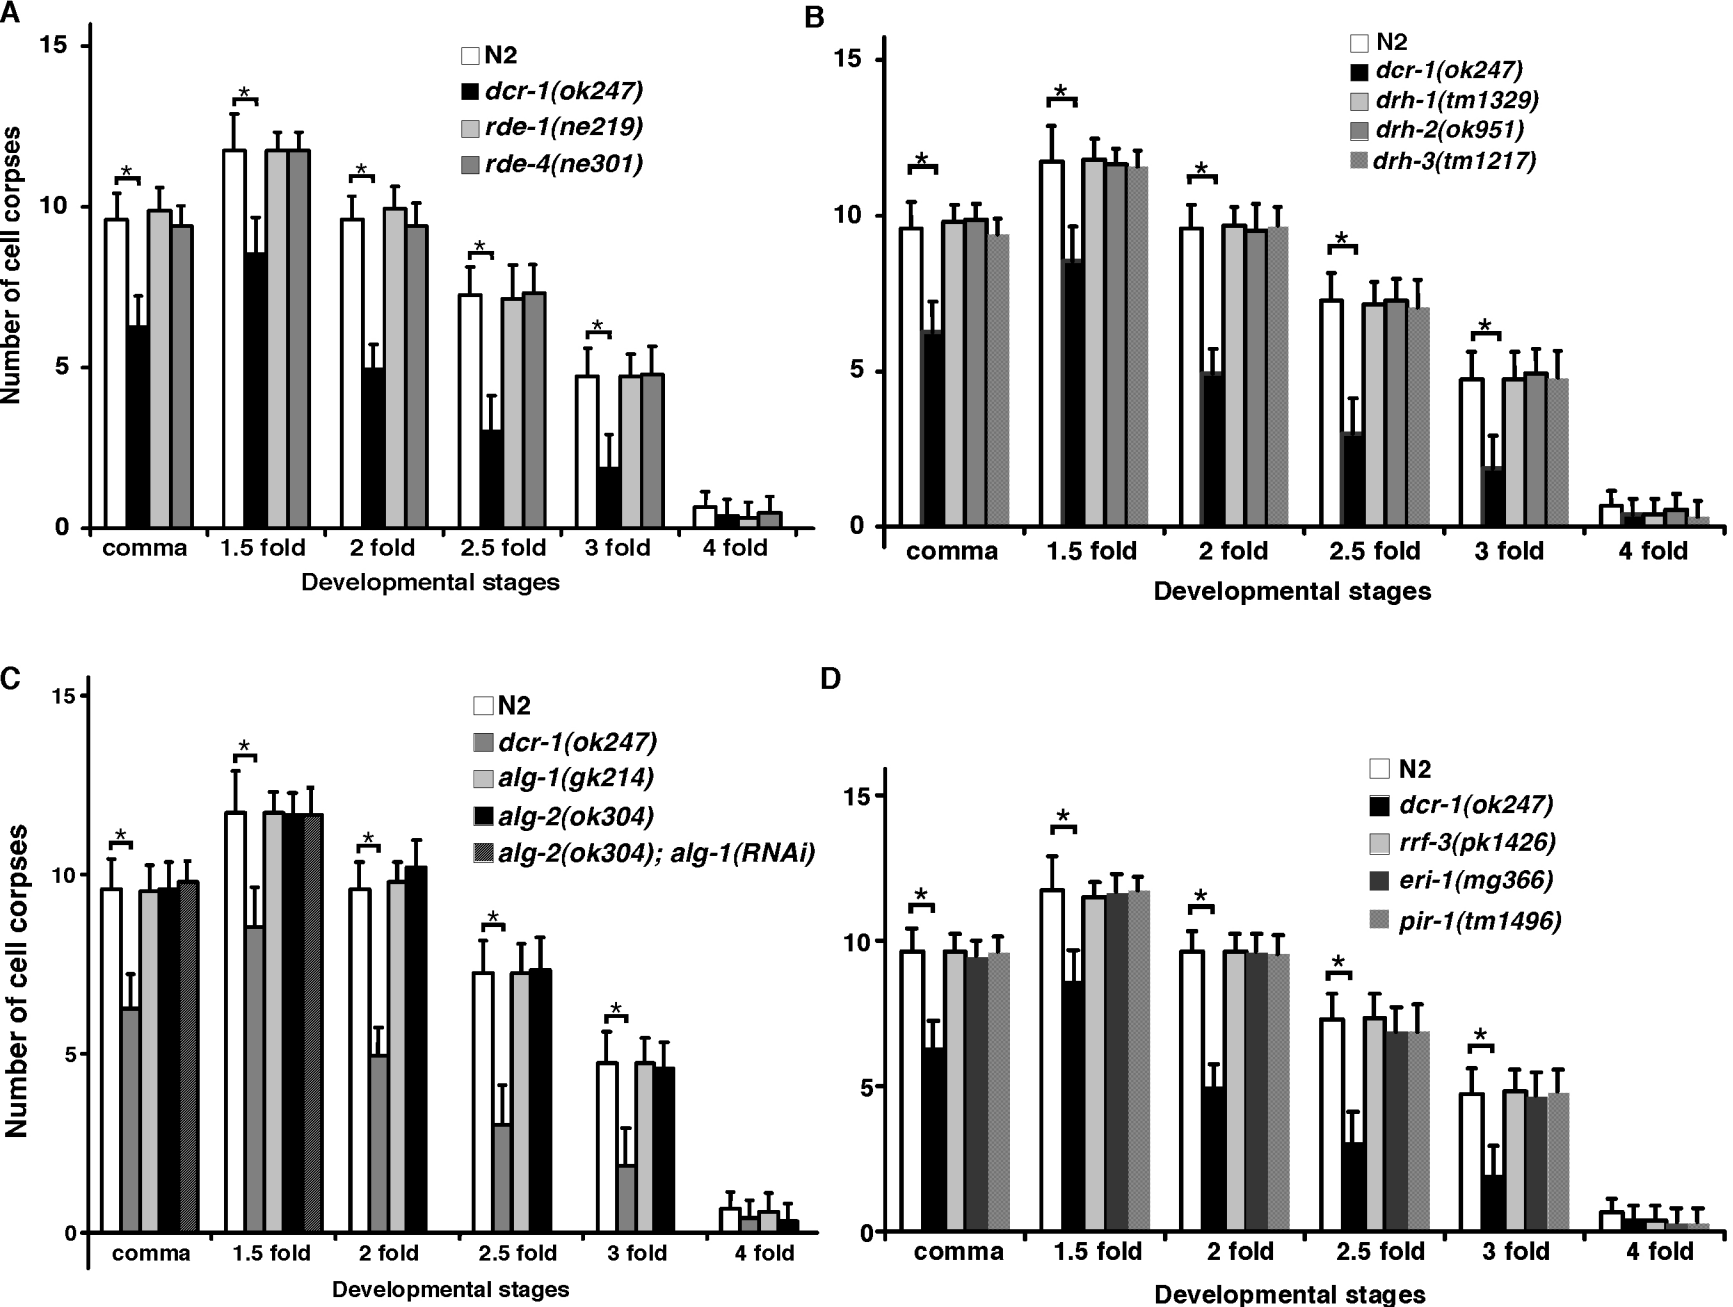 A
Number of cell corpses
15
10
5
0
N2
dcr-1(ok247)
rde-1(ne219)
rde-4(ne301)
*
*
*
*
*
comma 1.5 fold 2 fold 2.5 fold 3 fold 4 fold
Developmental stages
B
15
10
5
0
N2
dcr-1(ok247)
drh-1(tm1329)
drh-2(ok951)
drh-3(tm1217)
*
*
*
*
*
comma 1.5 fold 2 fold 2.5 fold 3 fold 4 fold
Developmental stages
C
Number of cell corpses
15
10
5
0
N2
dcr-1(ok247)
alg-1(gk214)
alg-2(ok304)
alg-2(ok304); alg-1(RNAi)
*
*
*
*
*
comma 1.5 fold 2 fold 2.5 fold 3 fold 4 fold
Developmental stages
D
15
10
5
0
N2
dcr-1(ok247)
rrf-3(pk1426)
eri-1(mg366)
pir-1(tm1496)
*
*
*
*
*
comma 1.5 fold 2 fold 2.5 fold 3 fold 4 fold
Developmental stages